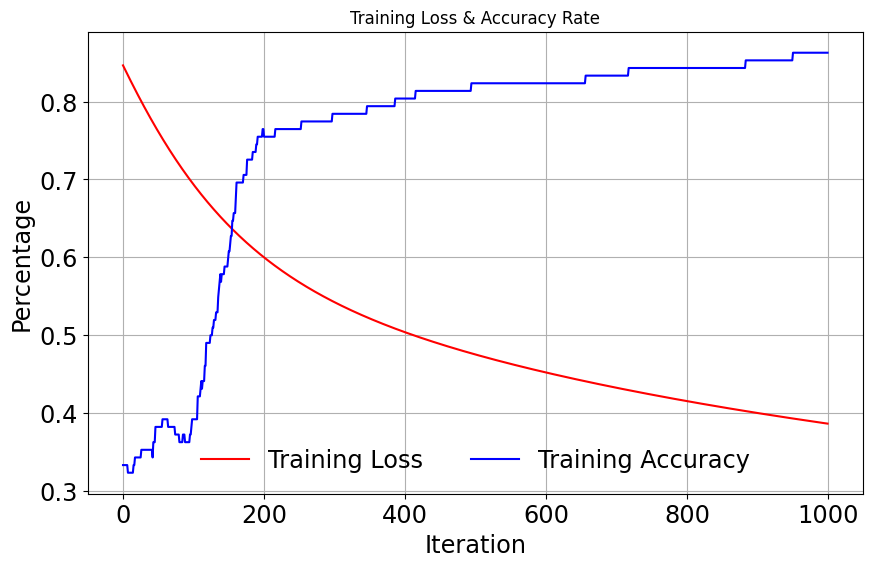 Training Loss & Accuracy Rate
Percentage
0.8
0.7
0.6
0.5
0.4
0.3
Training Loss Training Accuracy
0 200 400 600 800 1000
Iteration